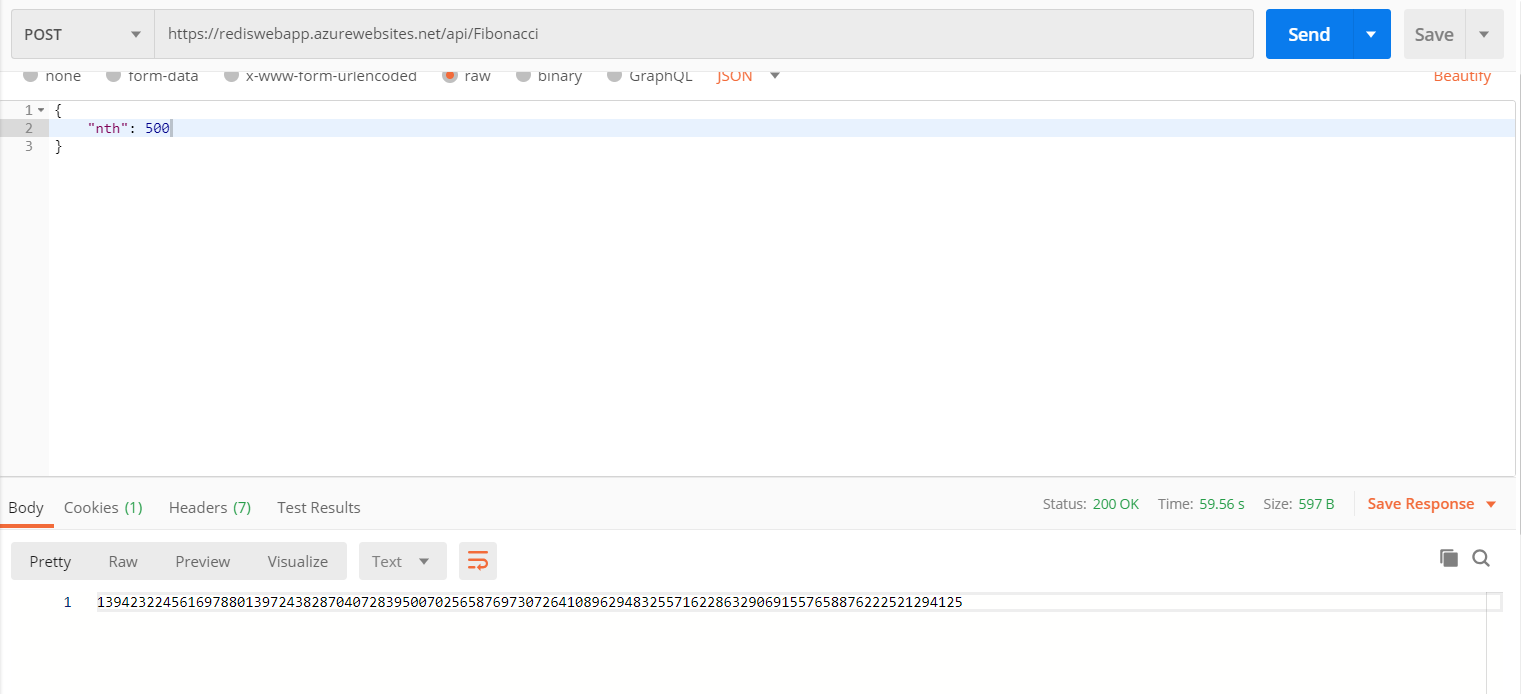 POST https://rediswebapp.azurewebsites.net/api/Fibonacci Send Save
none form-data x-www-form-urlencoded raw binary GraphQL JSON Beautify
1 {
2 "nth": 500
3 }
Body Cookies (1) Headers (7) Test Results Status: 200 OK Time: 59.56 s Size: 597 B Save Response
Pretty Raw Preview Visualize Text
1 139423224561697880139724382870407283950070256587697307264108962948325571622863290691557658876222521294125